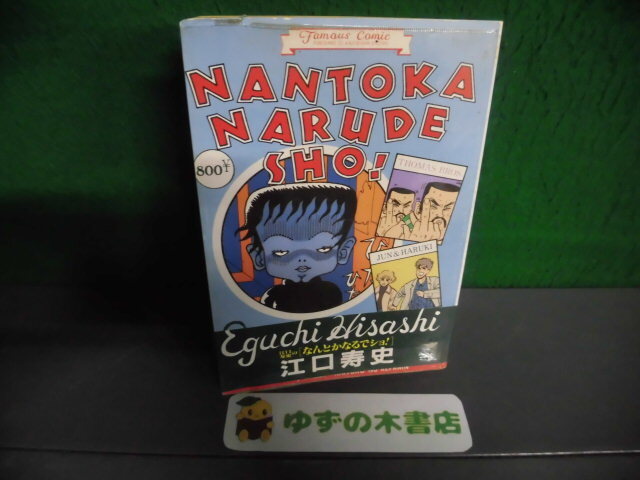 Famous Comic
NANTOKA
NARUDE
SHO!
800¥
THOMAS BROS
JUN & HARUKI
Eguchi Hisashi
[なんとかなるでショ!]
江口寿史
ゆずの木書店